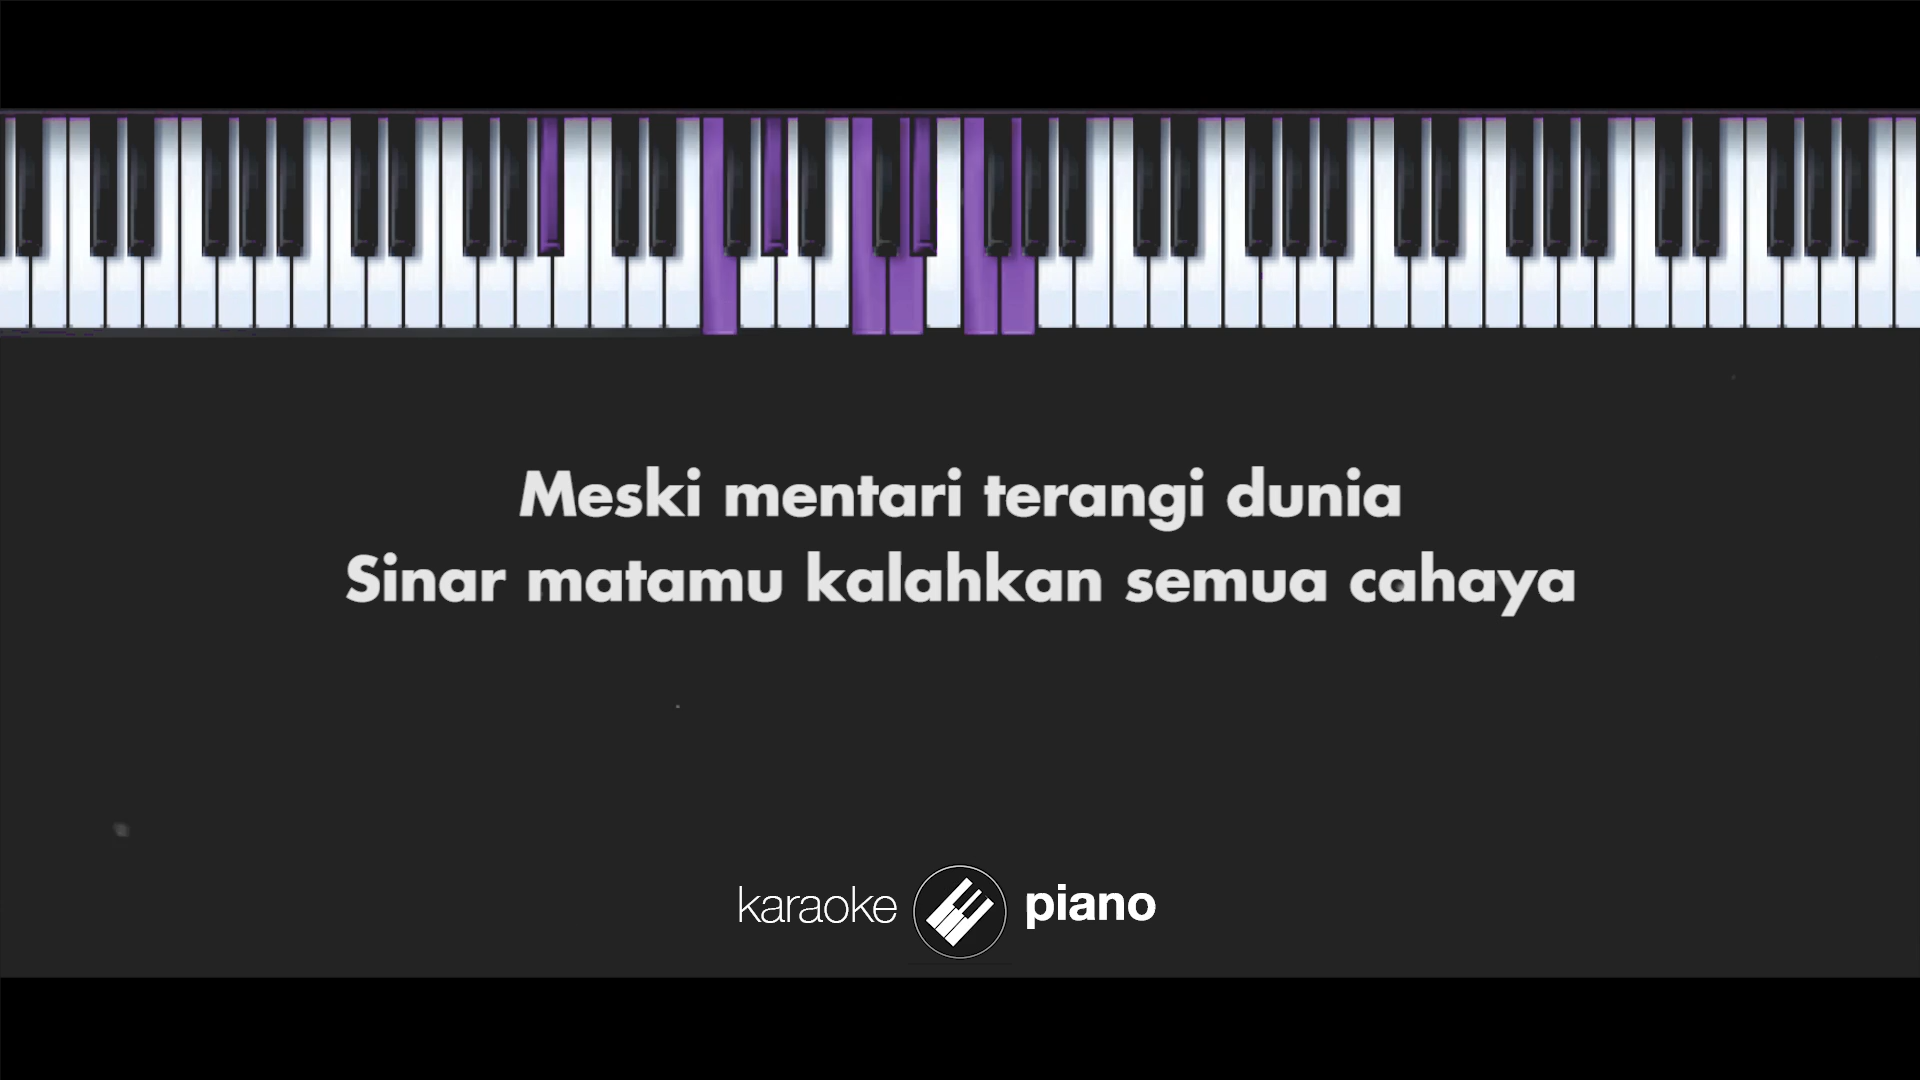 Meski mentari terangi dunia
Sinar matamu kalahkan semua cahaya
karaoke piano